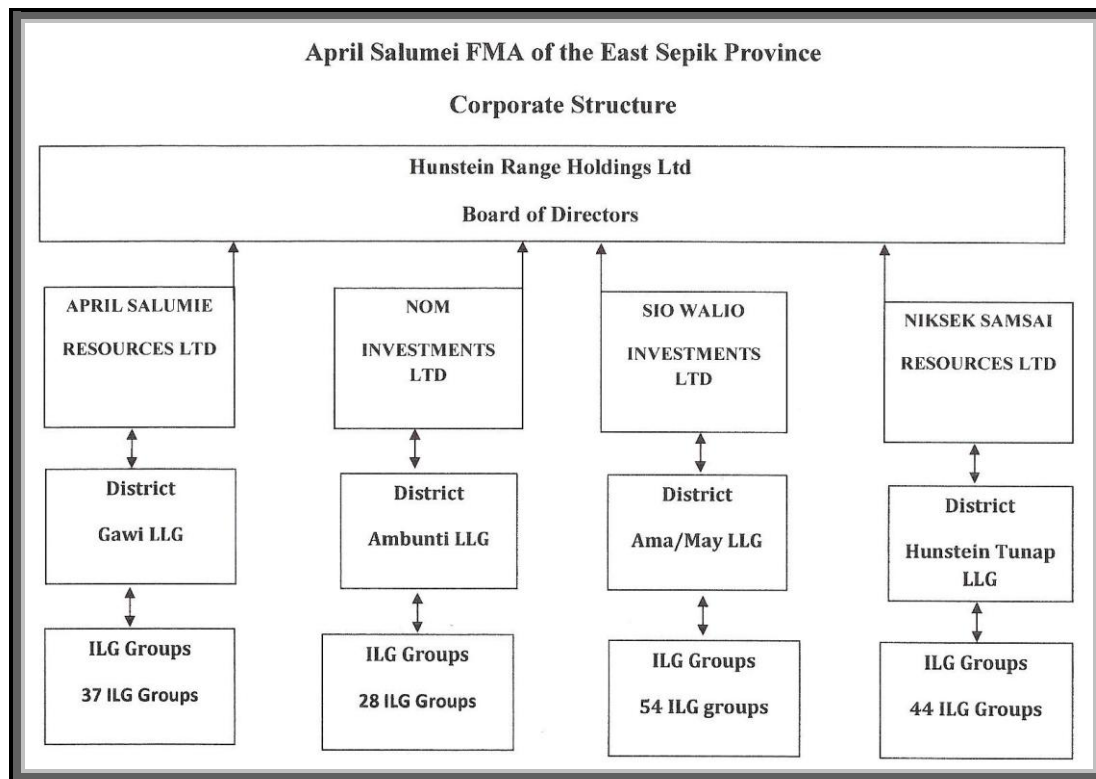 April Salumei FMA of the East Sepik Province
Corporate Structure
Hunstein Range Holdings Ltd
Board of Directors
APRIL SALUMIE
RESOURCES LTD
NOM
INVESTMENTS
LTD
SIO WALIO
INVESTMENTS
LTD
NIKSEK SAMSAI
RESOURCES LTD
District
Gawi LLG
District
Ambunti LLG
District
Ama/May LLG
District
Hunstein Tunap
LLG
ILG Groups
37 ILG Groups
ILG Groups
28 ILG Groups
ILG Groups
54 ILG groups
ILG Groups
44 ILG Groups